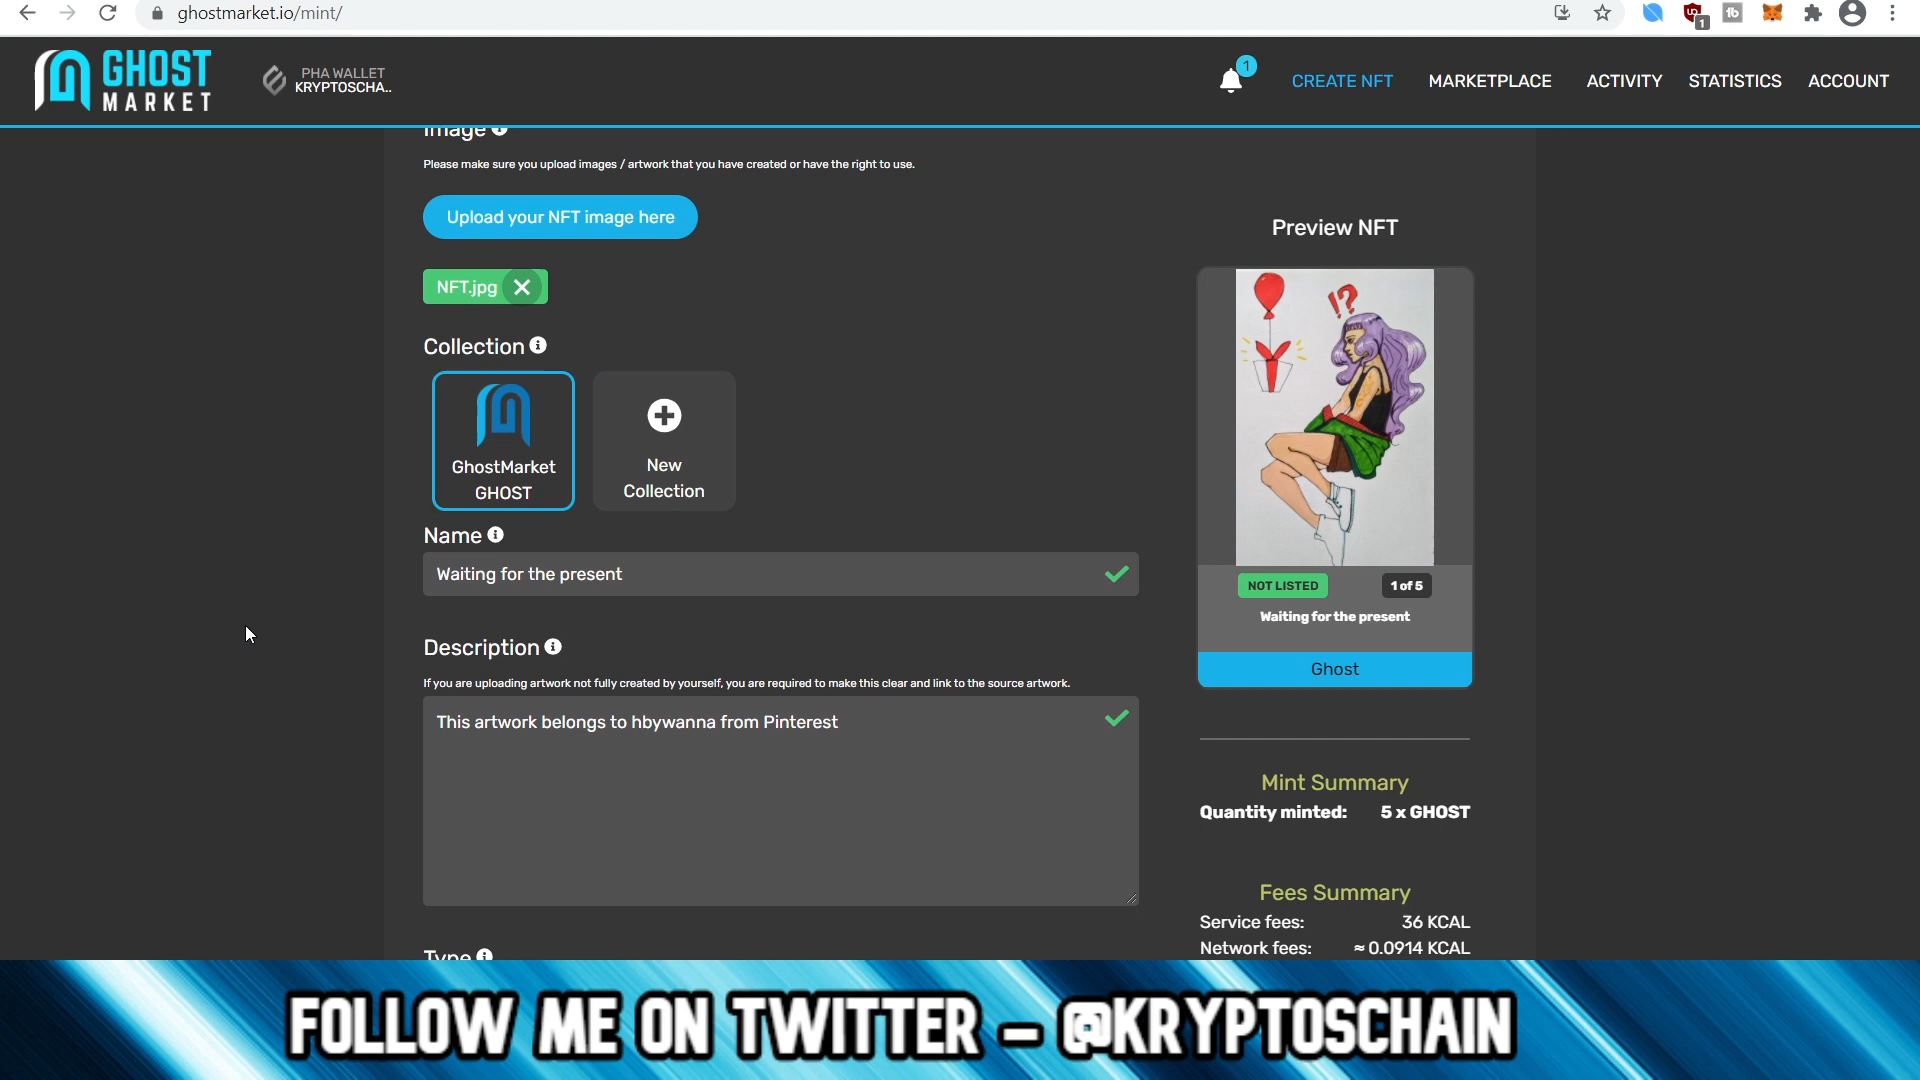 ghostmarket.io/mint/
1
GHOST
MARKET
PHA WALLET
KRYPTOSCHA..
1
CREATE NFT
MARKETPLACE
ACTIVITY
STATISTICS
ACCOUNT
Image
Please make sure you upload images / artwork that you have created or have the right to use.
Upload your NFT image here
NFT.jpg
Collection
GhostMarket
GHOST
New
Collection
Name
Waiting for the present
Description
If you are uploading artwork not fully created by yourself, you are required to make this clear and link to the source artwork.
This artwork belongs to hbywanna from Pinterest
Type
Preview NFT
!?
NOT LISTED
1 of 5
Waiting for the present
Ghost
Mint Summary
Quantity minted: 5 x GHOST
Fees Summary
Service fees: 36 KCAL
Network fees: ≈ 0.0914 KCAL
FOLLOW ME ON TWITTER – @KRYPTOSCHAIN